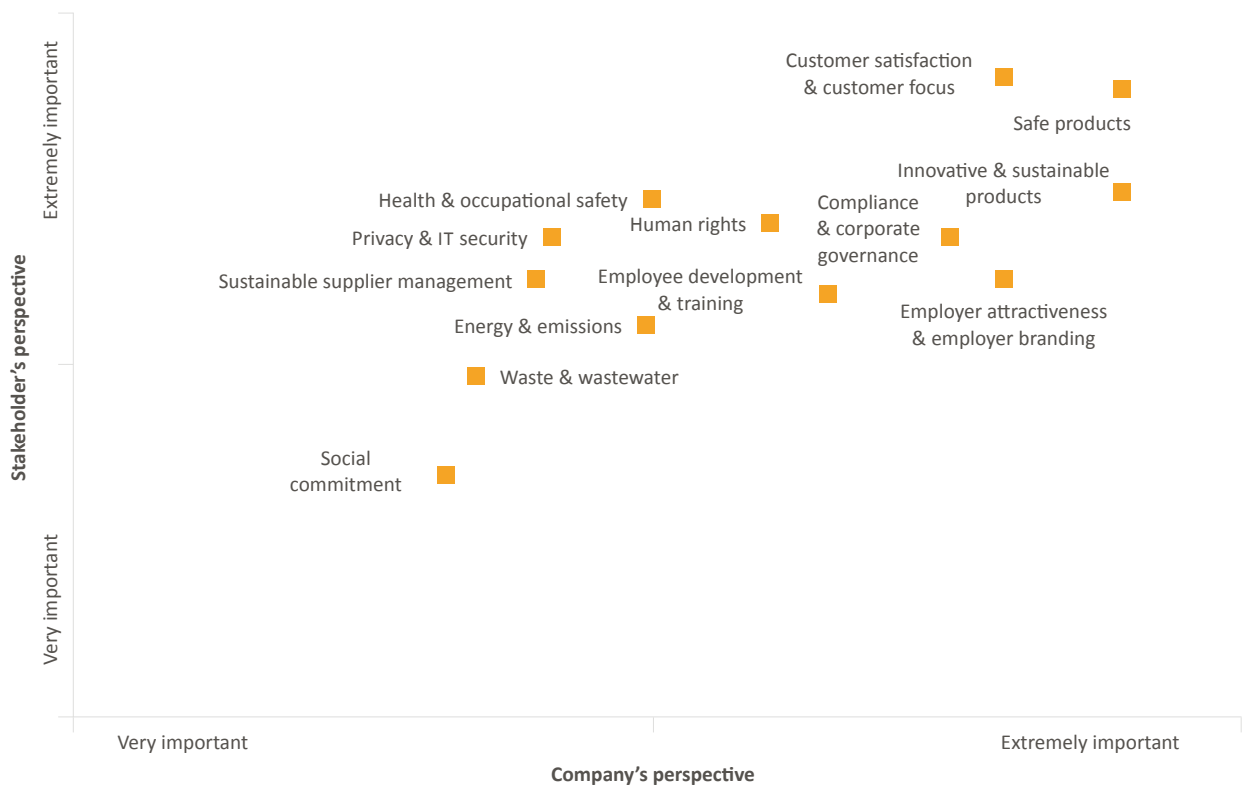 Extremely important
Very important
Stakeholder's perspective
Customer satisfaction
& customer focus
Safe products
Innovative & sustainable
products
Health & occupational safety
Human rights
Compliance
& corporate
governance
Privacy & IT security
Sustainable supplier management
Employee development
& training
Employer attractiveness
& employer branding
Energy & emissions
Waste & wastewater
Social
commitment
Very important
Extremely important
Company's perspective